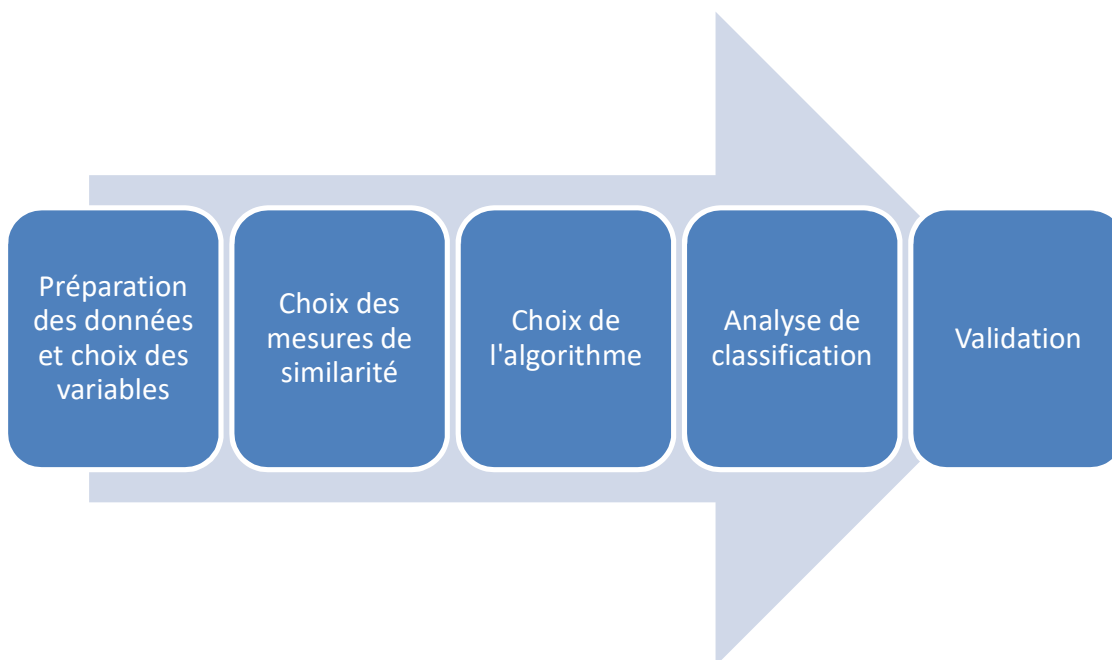 Préparation
des données
et choix des
variables
Choix des
mesures de
similarité
Choix de
l'algorithme
Analyse de
classification
Validation